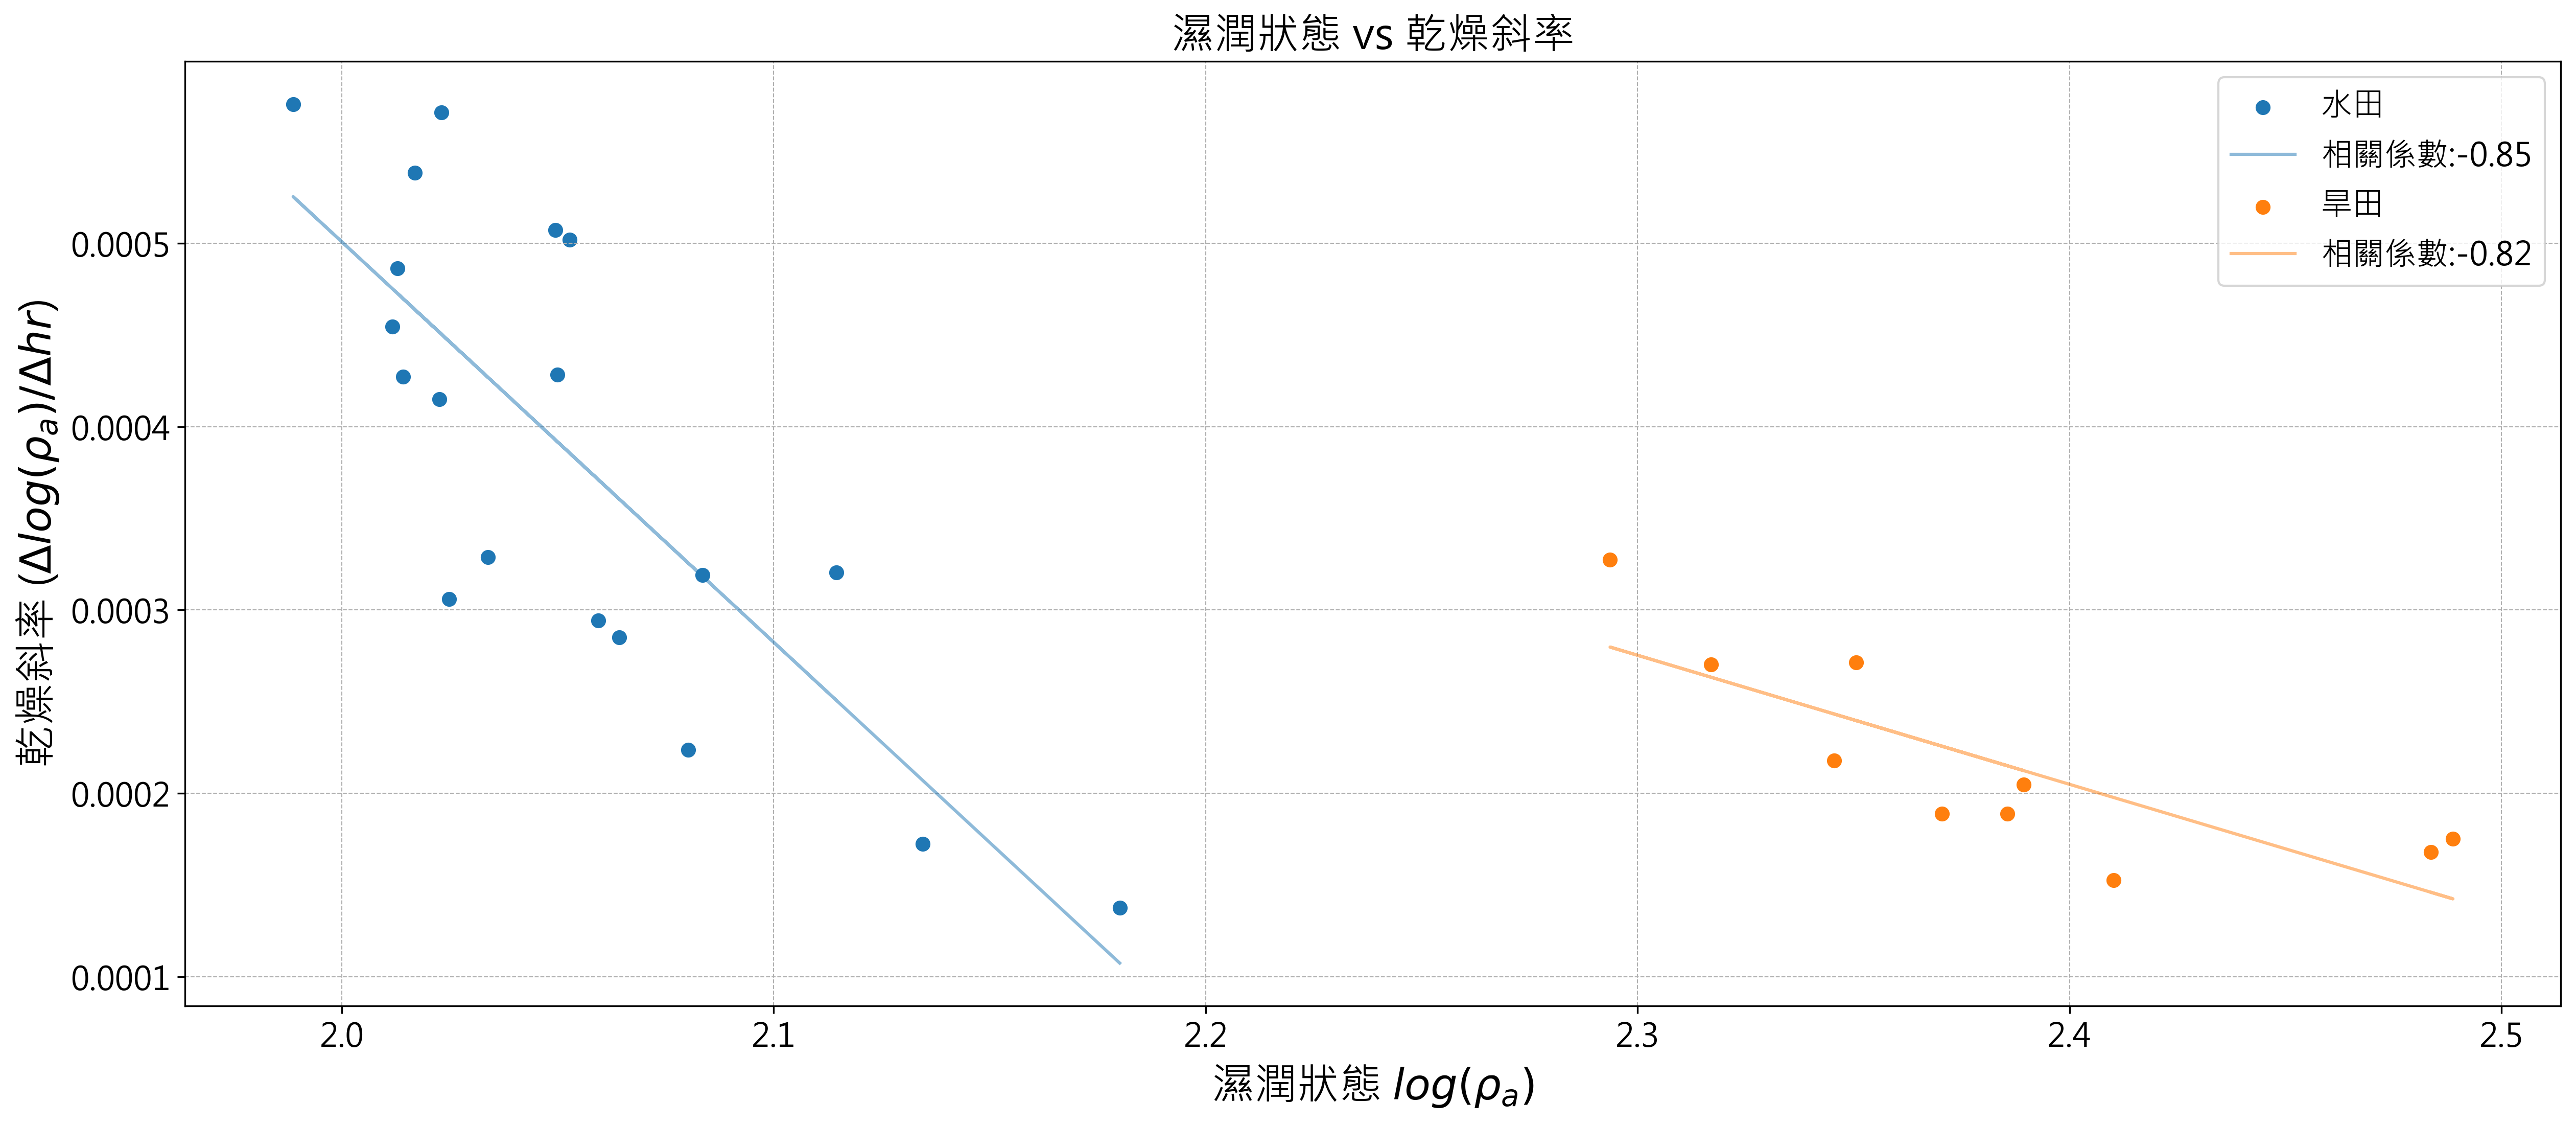 濕潤狀態 vs 乾燥斜率
水田
相關係數:-0.85
旱田
相關係數:-0.82
乾燥斜率 (Δlog(ρₐ)/Δhr)
0.0005
0.0004
0.0003
0.0002
0.0001
2.0 2.1 2.2 2.3 2.4 2.5
濕潤狀態 log(ρₐ)